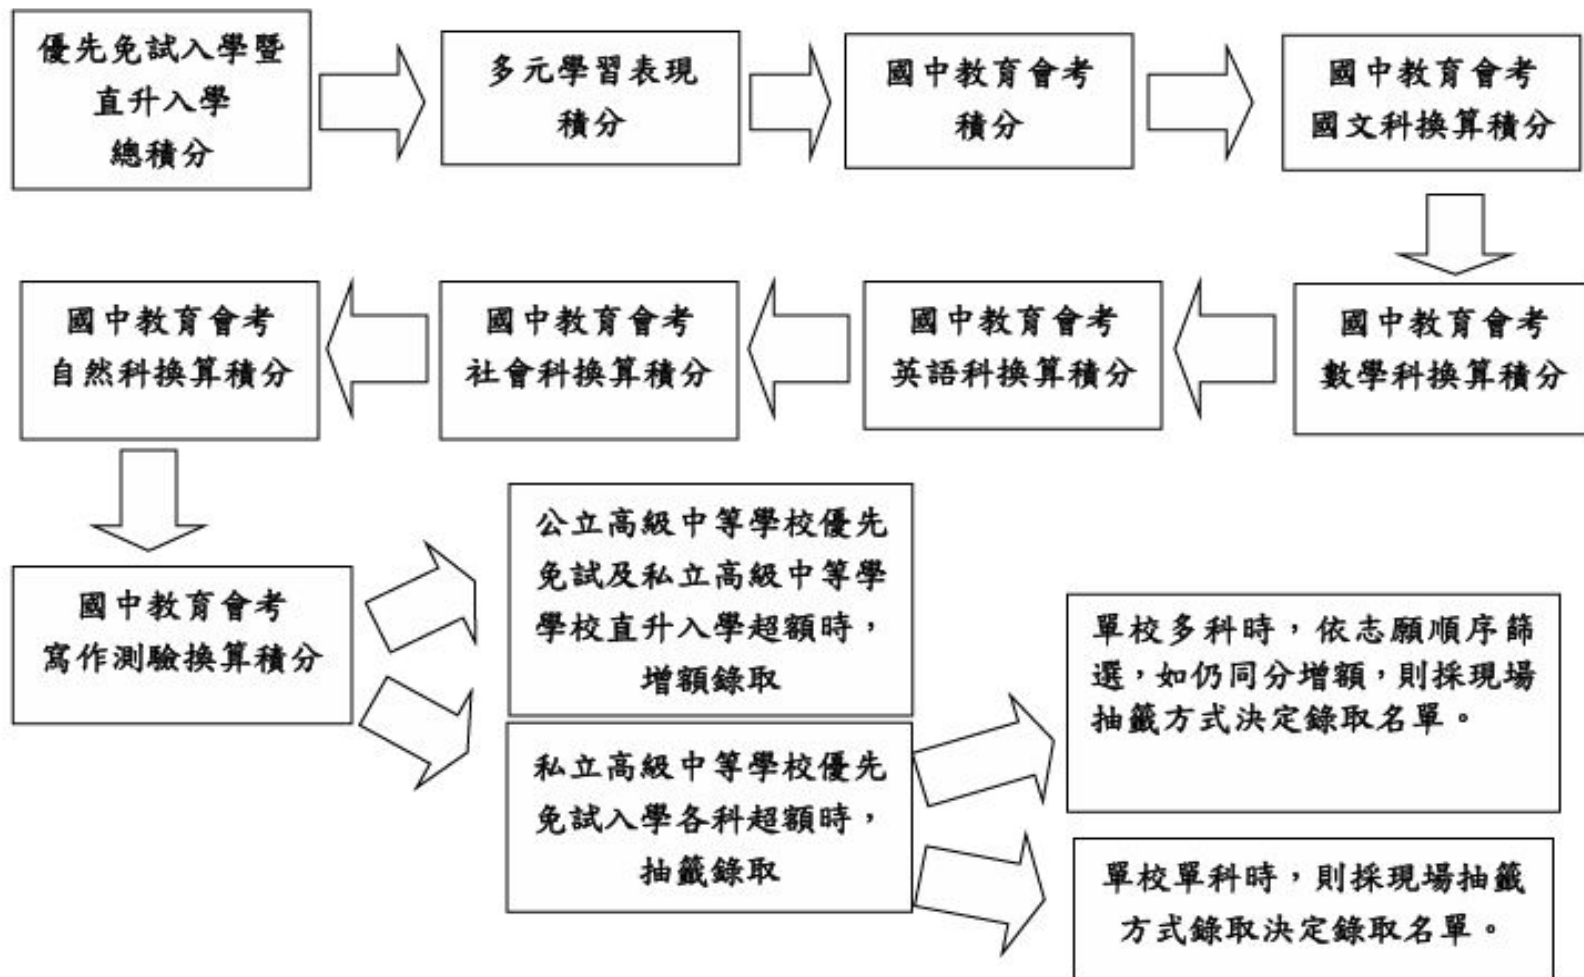 優先免試入學暨
直升入學
總積分
多元學習表現
積分
國中教育會考
積分
國中教育會考
國文科換算積分
國中教育會考
數學科換算積分
國中教育會考
英語科換算積分
國中教育會考
社會科換算積分
國中教育會考
自然科換算積分
國中教育會考
寫作測驗換算積分
公立高級中等學校優先
免試及私立高級中等學
學校直升入學超額時，
增額錄取
私立高級中等學校優先
免試入學各科超額時，
抽籤錄取
單校多科時，依志願順序篩
選，如仍同分增額，則採現場
抽籤方式決定錄取名單。
單校單科時，則採現場抽籤
方式錄取決定錄取名單。